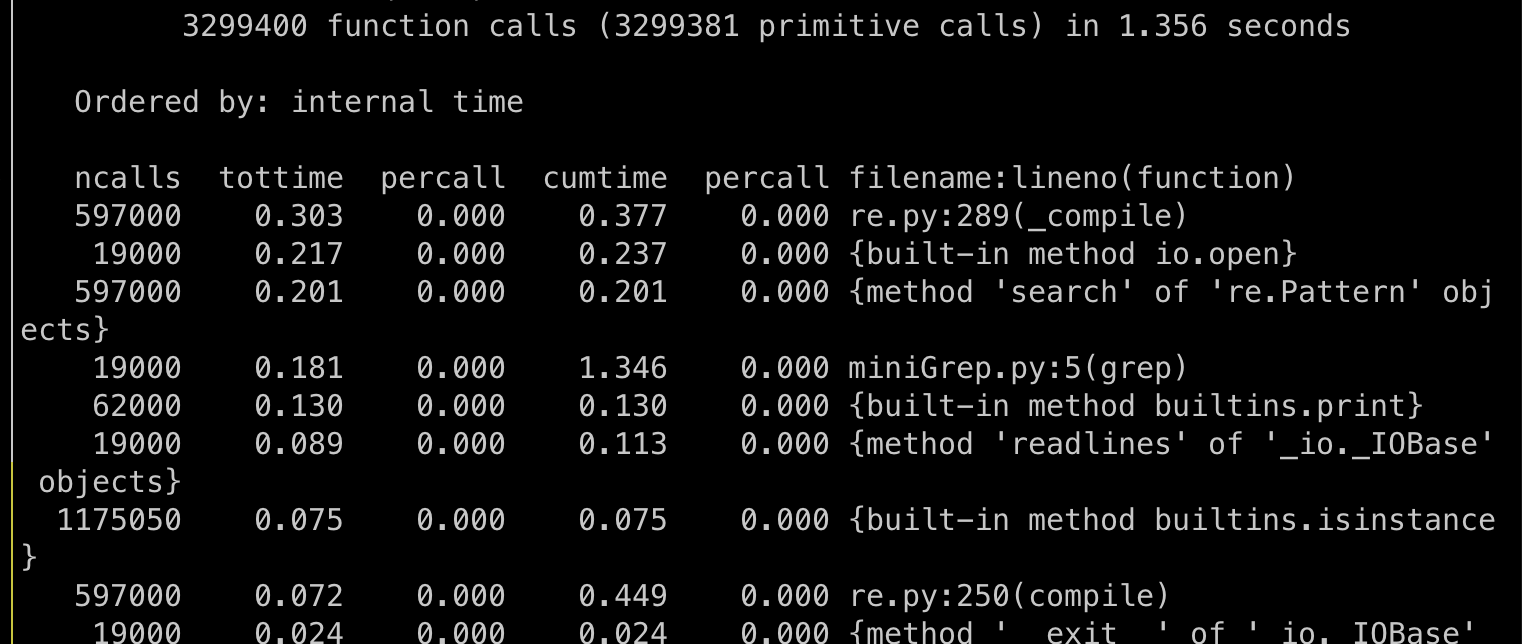 3299400 function calls (3299381 primitive calls) in 1.356 seconds
Ordered by: internal time
ncalls tottime percall cumtime percall filename:lineno(function)
597000 0.303 0.000 0.377 0.000 re.py:289(_compile)
19000 0.217 0.000 0.237 0.000 {built-in method io.open}
597000 0.201 0.000 0.201 0.000 {method 'search' of 're.Pattern' obj
ects}
19000 0.181 0.000 1.346 0.000 miniGrep.py:5(grep)
62000 0.130 0.000 0.130 0.000 {built-in method builtins.print}
19000 0.089 0.000 0.113 0.000 {method 'readlines' of '_io._IOBase'
objects}
1175050 0.075 0.000 0.075 0.000 {built-in method builtins.isinstance
}
597000 0.072 0.000 0.449 0.000 re.py:250(compile)
19000 0.024 0.000 0.024 0.000 {method '__exit__' of '_io._IOBase'